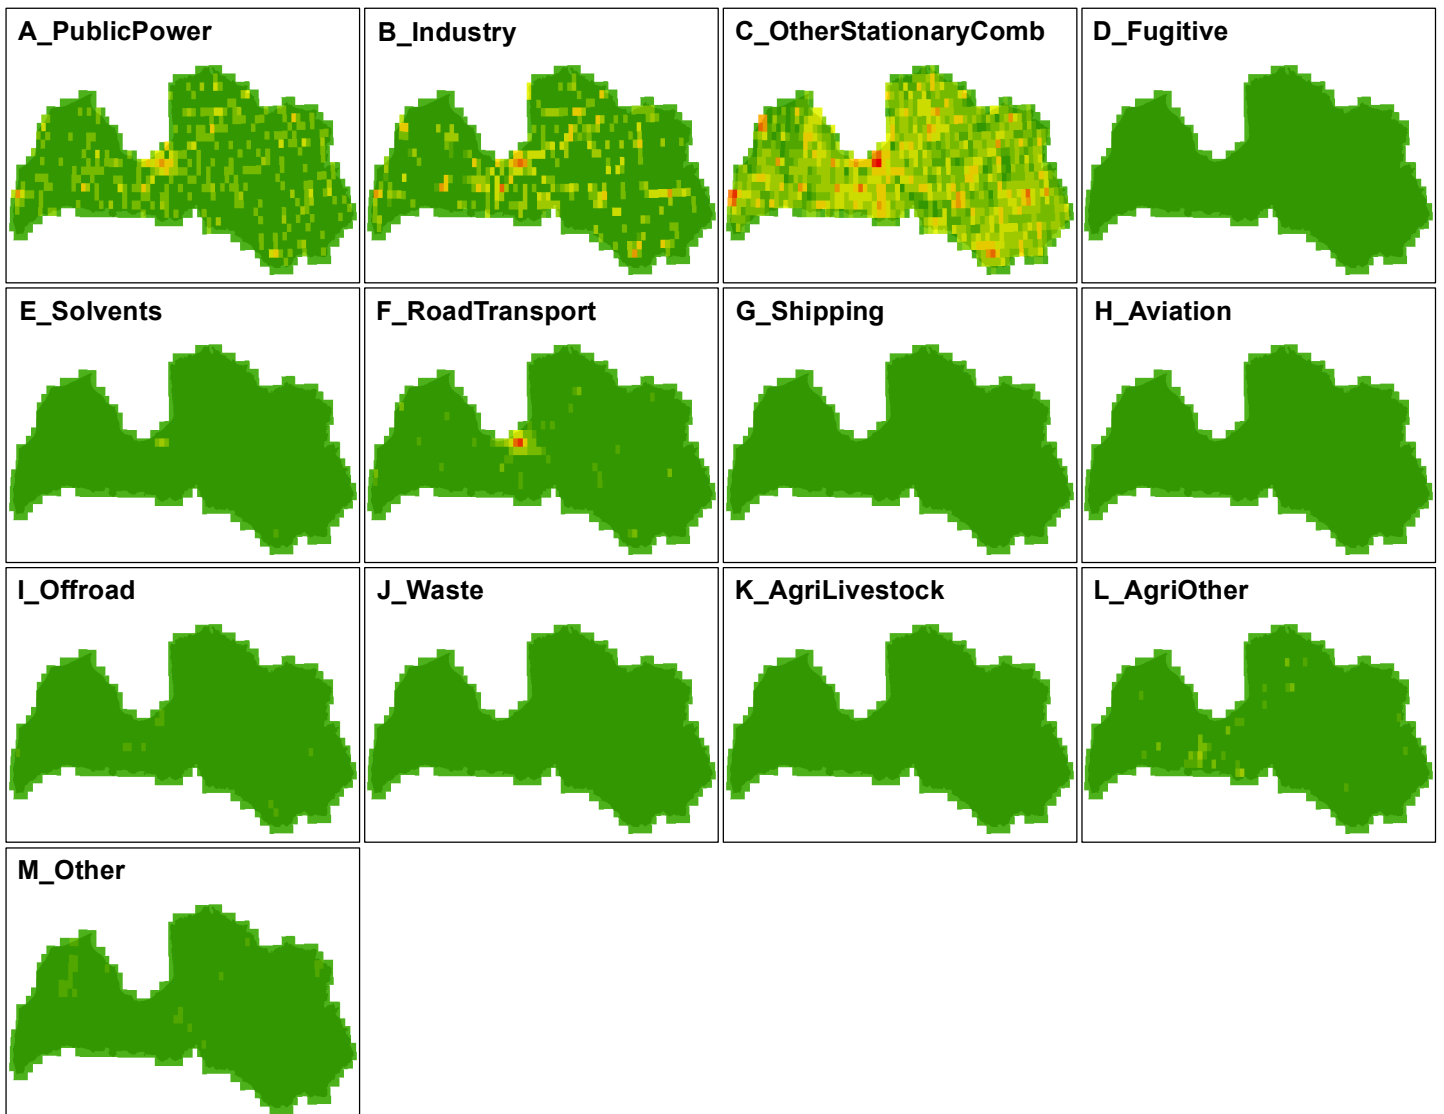 A_PublicPower
B_Industry
C_OtherStationaryComb
D_Fugitive
E_Solvents
F_RoadTransport
G_Shipping
H_Aviation
I_Offroad
J_Waste
K_AgriLivestock
L_AgriOther
M_Other